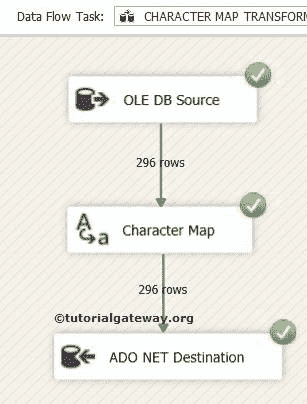 Data Flow Task: CHARACTER MAP TRANSFOR
OLE DB Source
296 rows
A
a
Character Map
296 rows
©tutorialgateway.org
ADO NET Destination